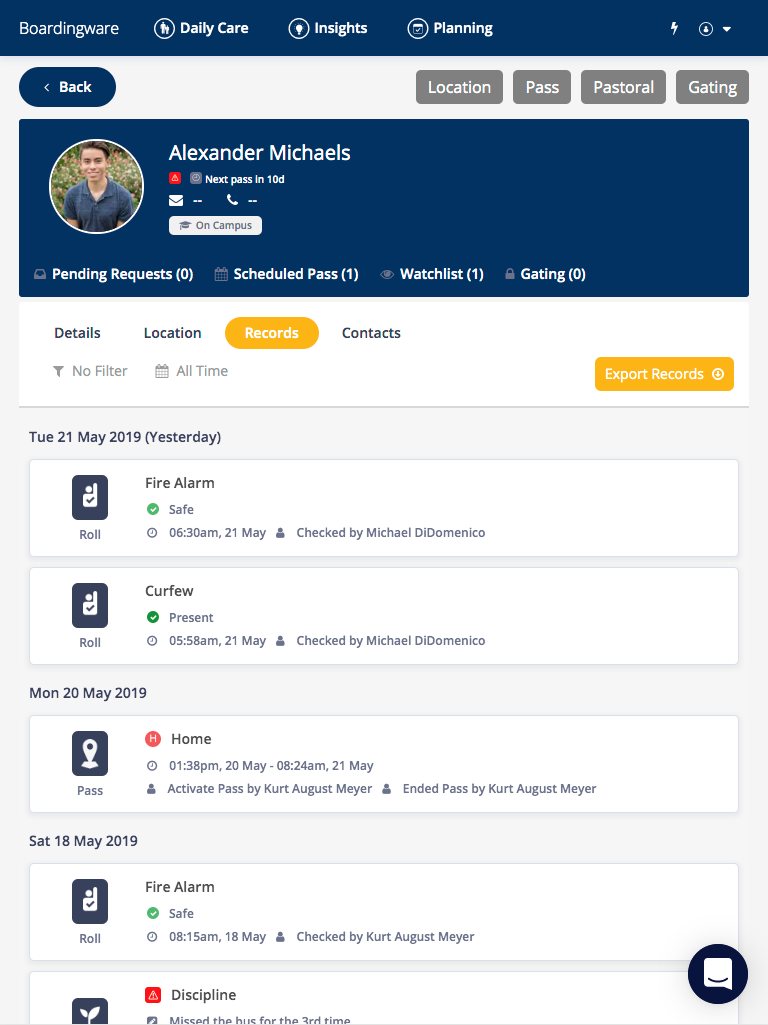 Boardingware Daily Care Insights Planning
Back Location Pass Pastoral Gating
Alexander Michaels
Next pass in 10d
-- --
On Campus
Pending Requests (0) Scheduled Pass (1) Watchlist (1) Gating (0)
Details Location Records Contacts
No Filter All Time Export Records
Tue 21 May 2019 (Yesterday)
Fire Alarm
Safe
Roll 06:30am, 21 May Checked by Michael DiDomenico
Curfew
Present
Roll 05:58am, 21 May Checked by Michael DiDomenico
Mon 20 May 2019
H Home
01:38pm, 20 May - 08:24am, 21 May
Pass Activate Pass by Kurt August Meyer Ended Pass by Kurt August Meyer
Sat 18 May 2019
Fire Alarm
Safe
Roll 08:15am, 18 May Checked by Kurt August Meyer
Discipline
Missed the bus for the 3rd time